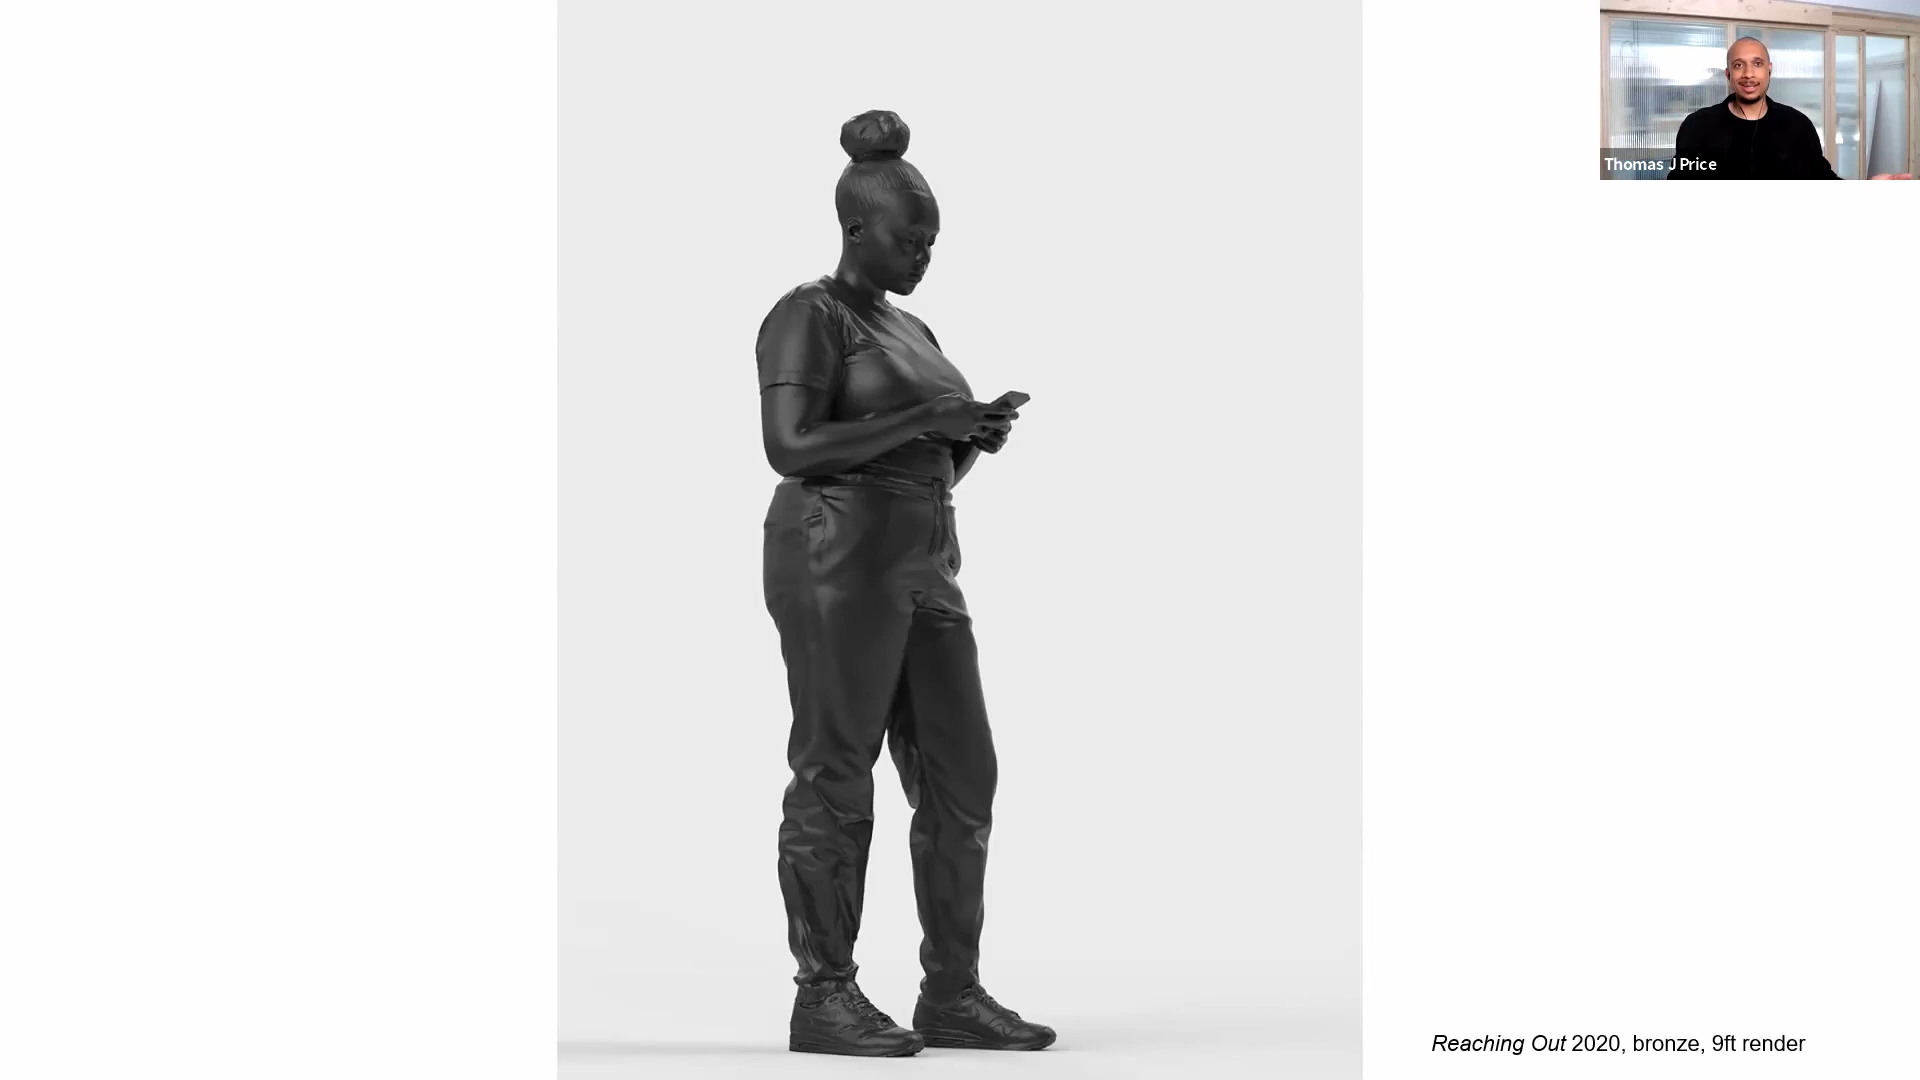 Thomas J Price
Reaching Out 2020, bronze, 9ft render